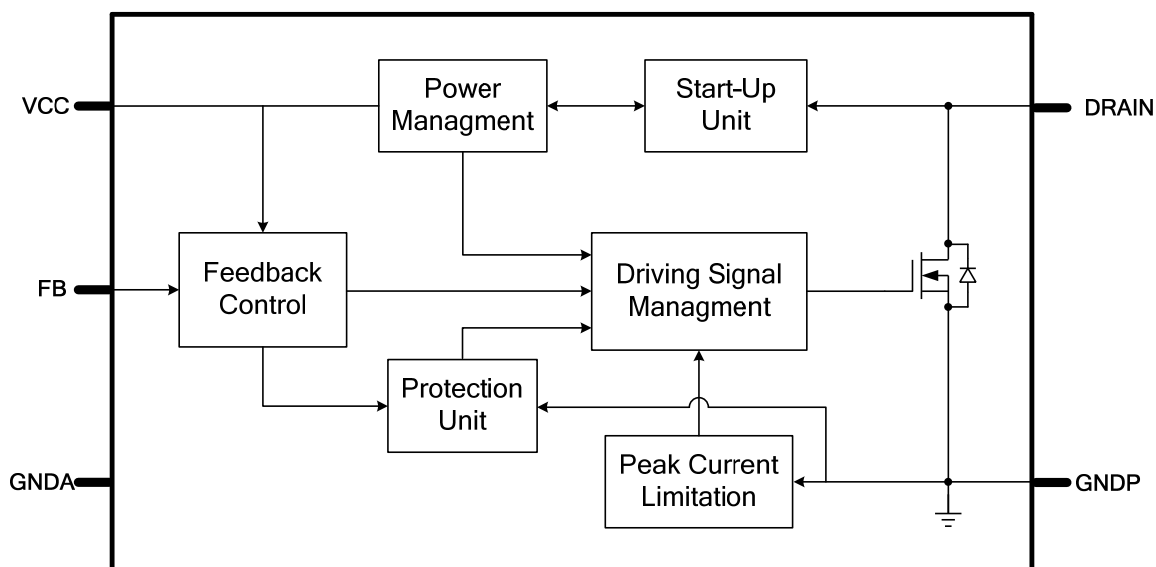 Power
Managment
Start-Up
Unit
VCC
DRAIN
Feedback
Control
Driving Signal
Managment
FB
Protection
Unit
Peak Current
Limitation
GNDA
GNDP